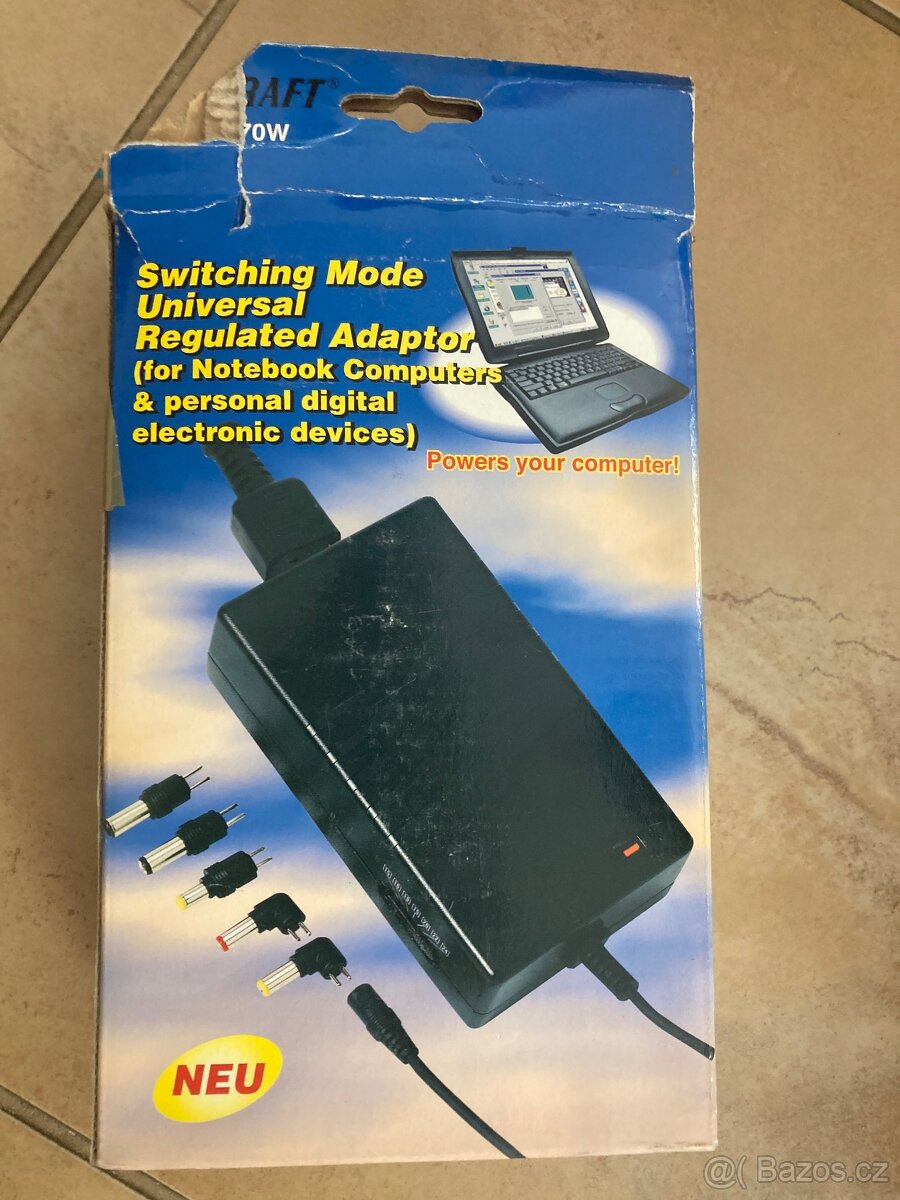 RAFT®
70W
Switching Mode
Universal
Regulated Adaptor
(for Notebook Computers
& personal digital
electronic devices)
Powers your computer!
NEU
@( Bazos.cz